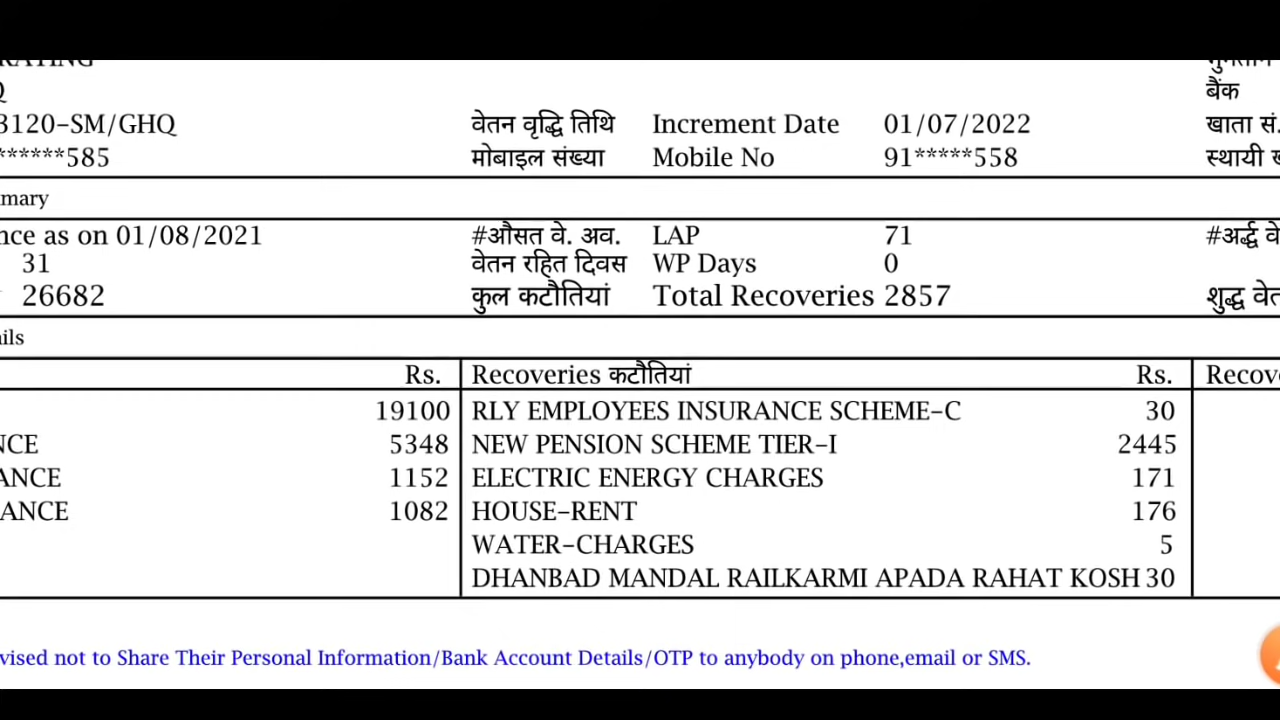 Q
3120-SM/GHQ वेतन वृद्धि तिथि Increment Date 01/07/2022 खाता सं.
******585 मोबाइल संख्या Mobile No 91*****558 स्थायी
mmary
nce as on 01/08/2021 #औसत वे. अव. LAP 71 #अर्द्ध वे
31 वेतन रहित दिवस WP Days 0
26682 कुल कटौतियां Total Recoveries 2857 शुद्ध वेत
ails
Rs. Recoveries कटौतियां Rs. Recove
19100 RLY EMPLOYEES INSURANCE SCHEME-C 30
NCE 5348 NEW PENSION SCHEME TIER-I 2445
ANCE 1152 ELECTRIC ENERGY CHARGES 171
ANCE 1082 HOUSE-RENT 176
WATER-CHARGES 5
DHANBAD MANDAL RAILKARMI APADA RAHAT KOSH 30
vised not to Share Their Personal Information/Bank Account Details/OTP to anybody on phone,email or SMS.